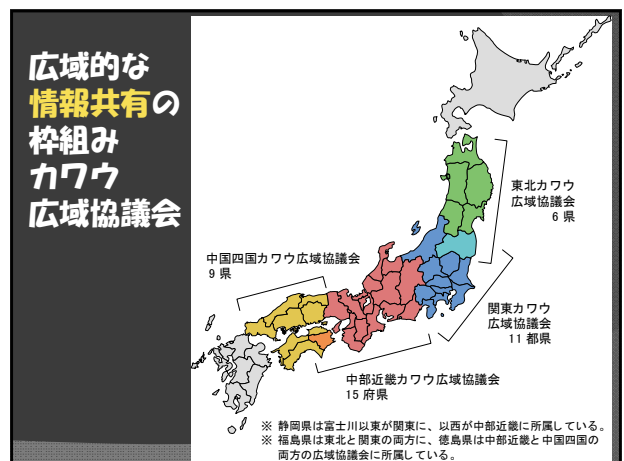 広域的な
情報共有の
枠組み
カワウ
広域協議会
東北カワウ
広域協議会
6 県
中国四国カワウ広域協議会
9 県
関東カワウ
広域協議会
11 都県
中部近畿カワウ広域協議会
15 府県
※ 静岡県は富士川以東が関東に、以西が中部近畿に所属している。
※ 福島県は東北と関東の両方に、徳島県は中部近畿と中国四国の
両方の広域協議会に所属している。